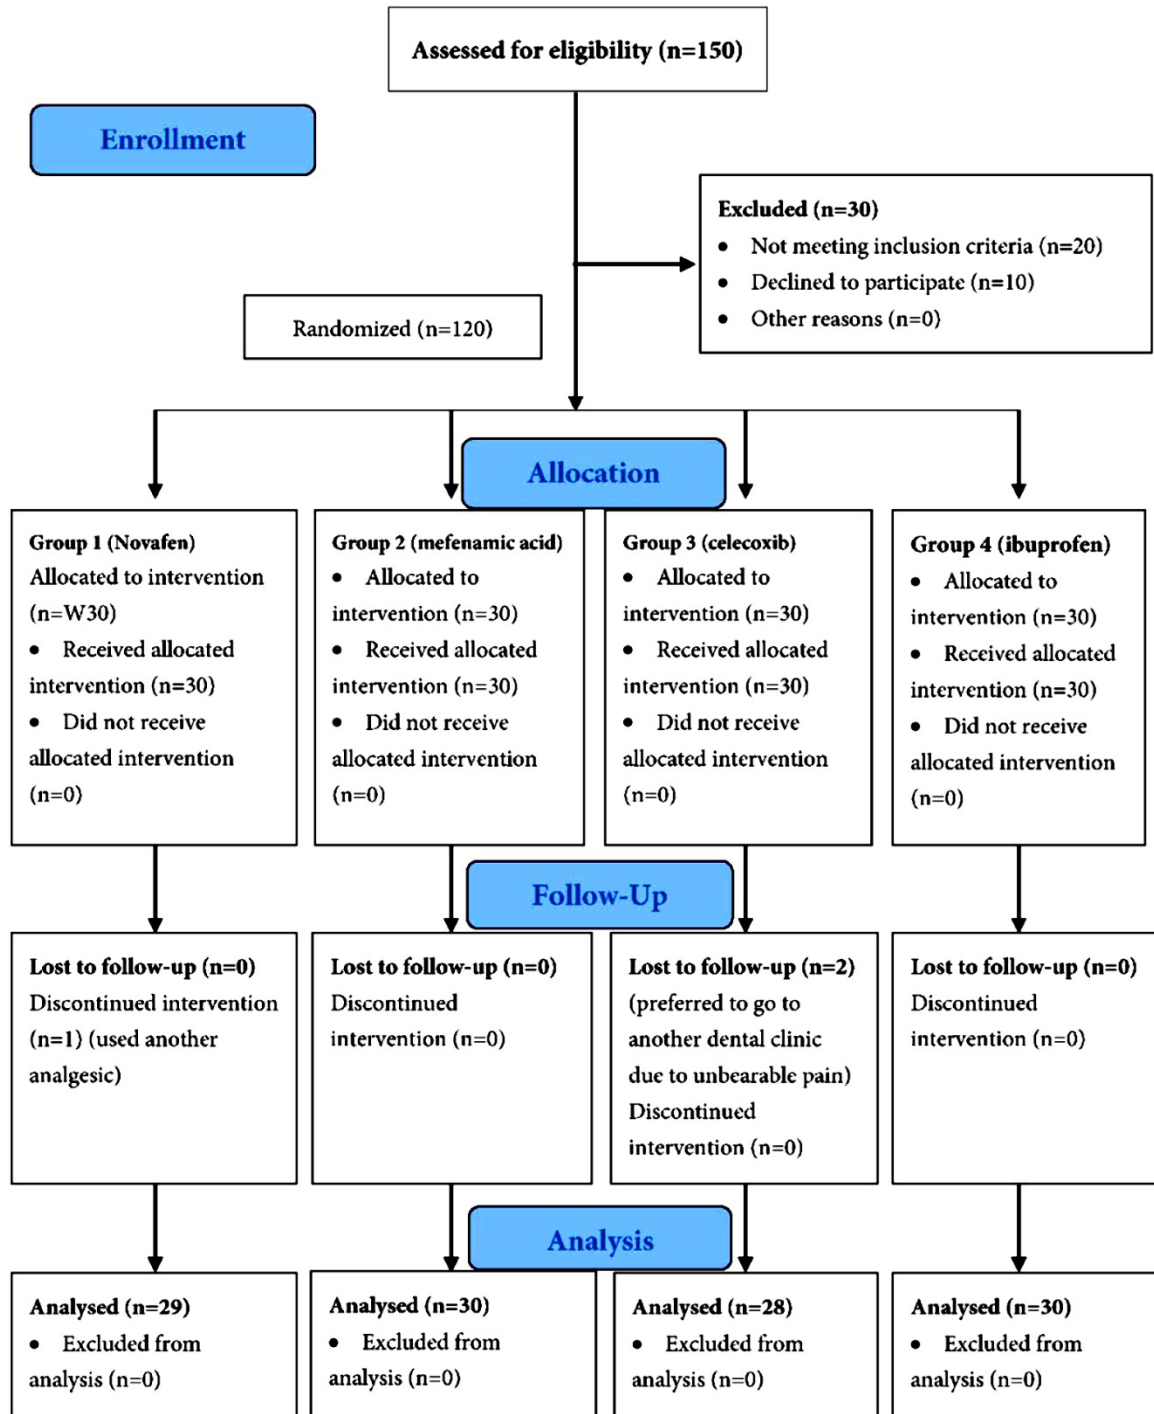 Assessed for eligibility (n=150)
Enrollment
Excluded (n=30)
• Not meeting inclusion criteria (n=20)
• Declined to participate (n=10)
• Other reasons (n=0)
Randomized (n=120)
Allocation
Group 1 (Novafen)
Allocated to intervention
(n=W30)
• Received allocated
intervention (n=30)
• Did not receive
allocated intervention
(n=0)
Group 2 (mefenamic acid)
• Allocated to
intervention (n=30)
• Received allocated
intervention (n=30)
• Did not receive
allocated intervention
(n=0)
Group 3 (celecoxib)
• Allocated to
intervention (n=30)
• Received allocated
intervention (n=30)
• Did not receive
allocated intervention
(n=0)
Group 4 (ibuprofen)
• Allocated to
intervention (n=30)
• Received allocated
intervention (n=30)
• Did not receive
allocated intervention
(n=0)
Follow-Up
Lost to follow-up (n=0)
Discontinued intervention
(n=1) (used another
analgesic)
Lost to follow-up (n=0)
Discontinued
intervention (n=0)
Lost to follow-up (n=2)
(preferred to go to
another dental clinic
due to unbearable pain)
Discontinued
intervention (n=0)
Lost to follow-up (n=0)
Discontinued
intervention (n=0)
Analysis
Analysed (n=29)
• Excluded from
analysis (n=0)
Analysed (n=30)
• Excluded from
analysis (n=0)
Analysed (n=28)
• Excluded from
analysis (n=0)
Analysed (n=30)
• Excluded from
analysis (n=0)